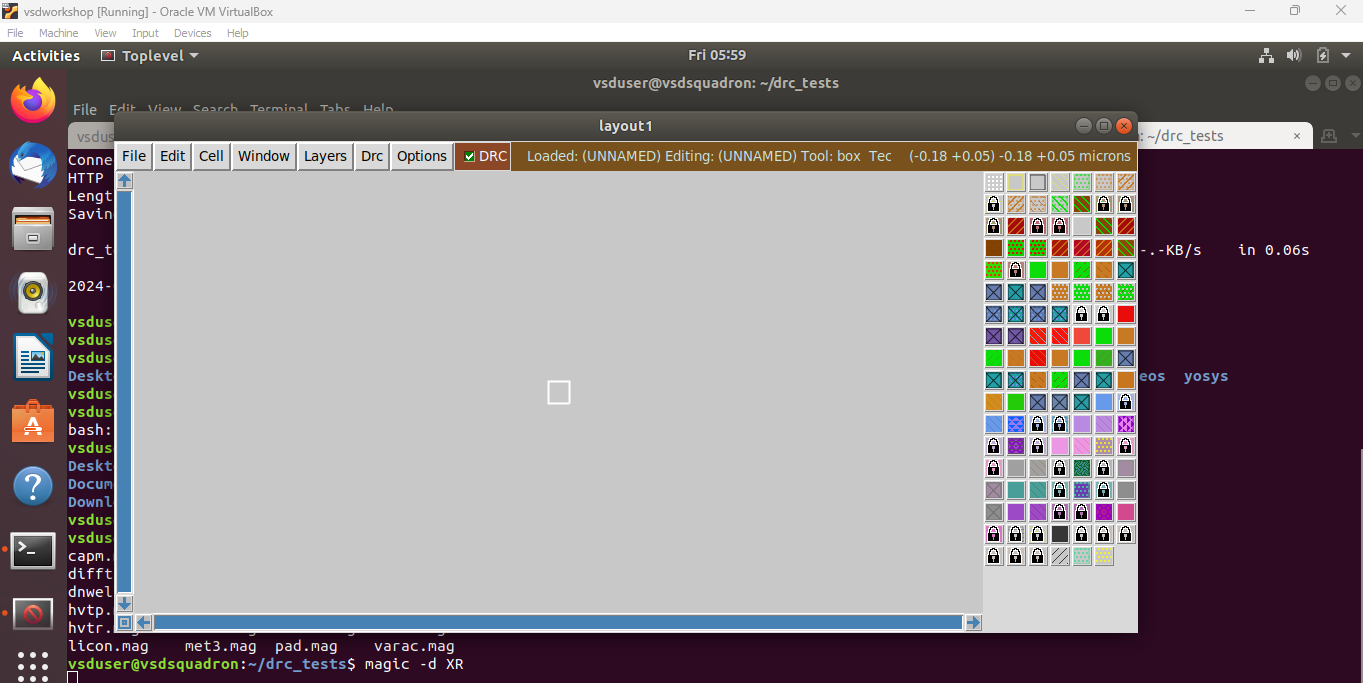 vsdworkshop [Running] - Oracle VM VirtualBox
File Machine View Input Devices Help
Activities Toplevel Fri 05:59
vsduser@vsdsquadron: ~/drc_tests
File Edit View Search Terminal Tabs Help
layout1
vsdus : ~/drc_tests
File Edit Cell Window Layers Drc Options DRC Loaded: (UNNAMED) Editing: (UNNAMED) Tool: box Tec (-0.18 +0.05) -0.18 +0.05 microns
Conne
HTTP
Lengt
Savin
drc_t -.-KB/s in 0.06s
2024-
vsdus
vsdus
vsdus
Deskt eos yosys
vsdus
vsdus
bash:
vsdus
Deskt
Docum
Downl
vsdus
vsdus
capm.
difft
dnwel
hvtp.
hvtr.
licon.mag met3.mag pad.mag varac.mag
vsduser@vsdsquadron:~/drc_tests$ magic -d XR